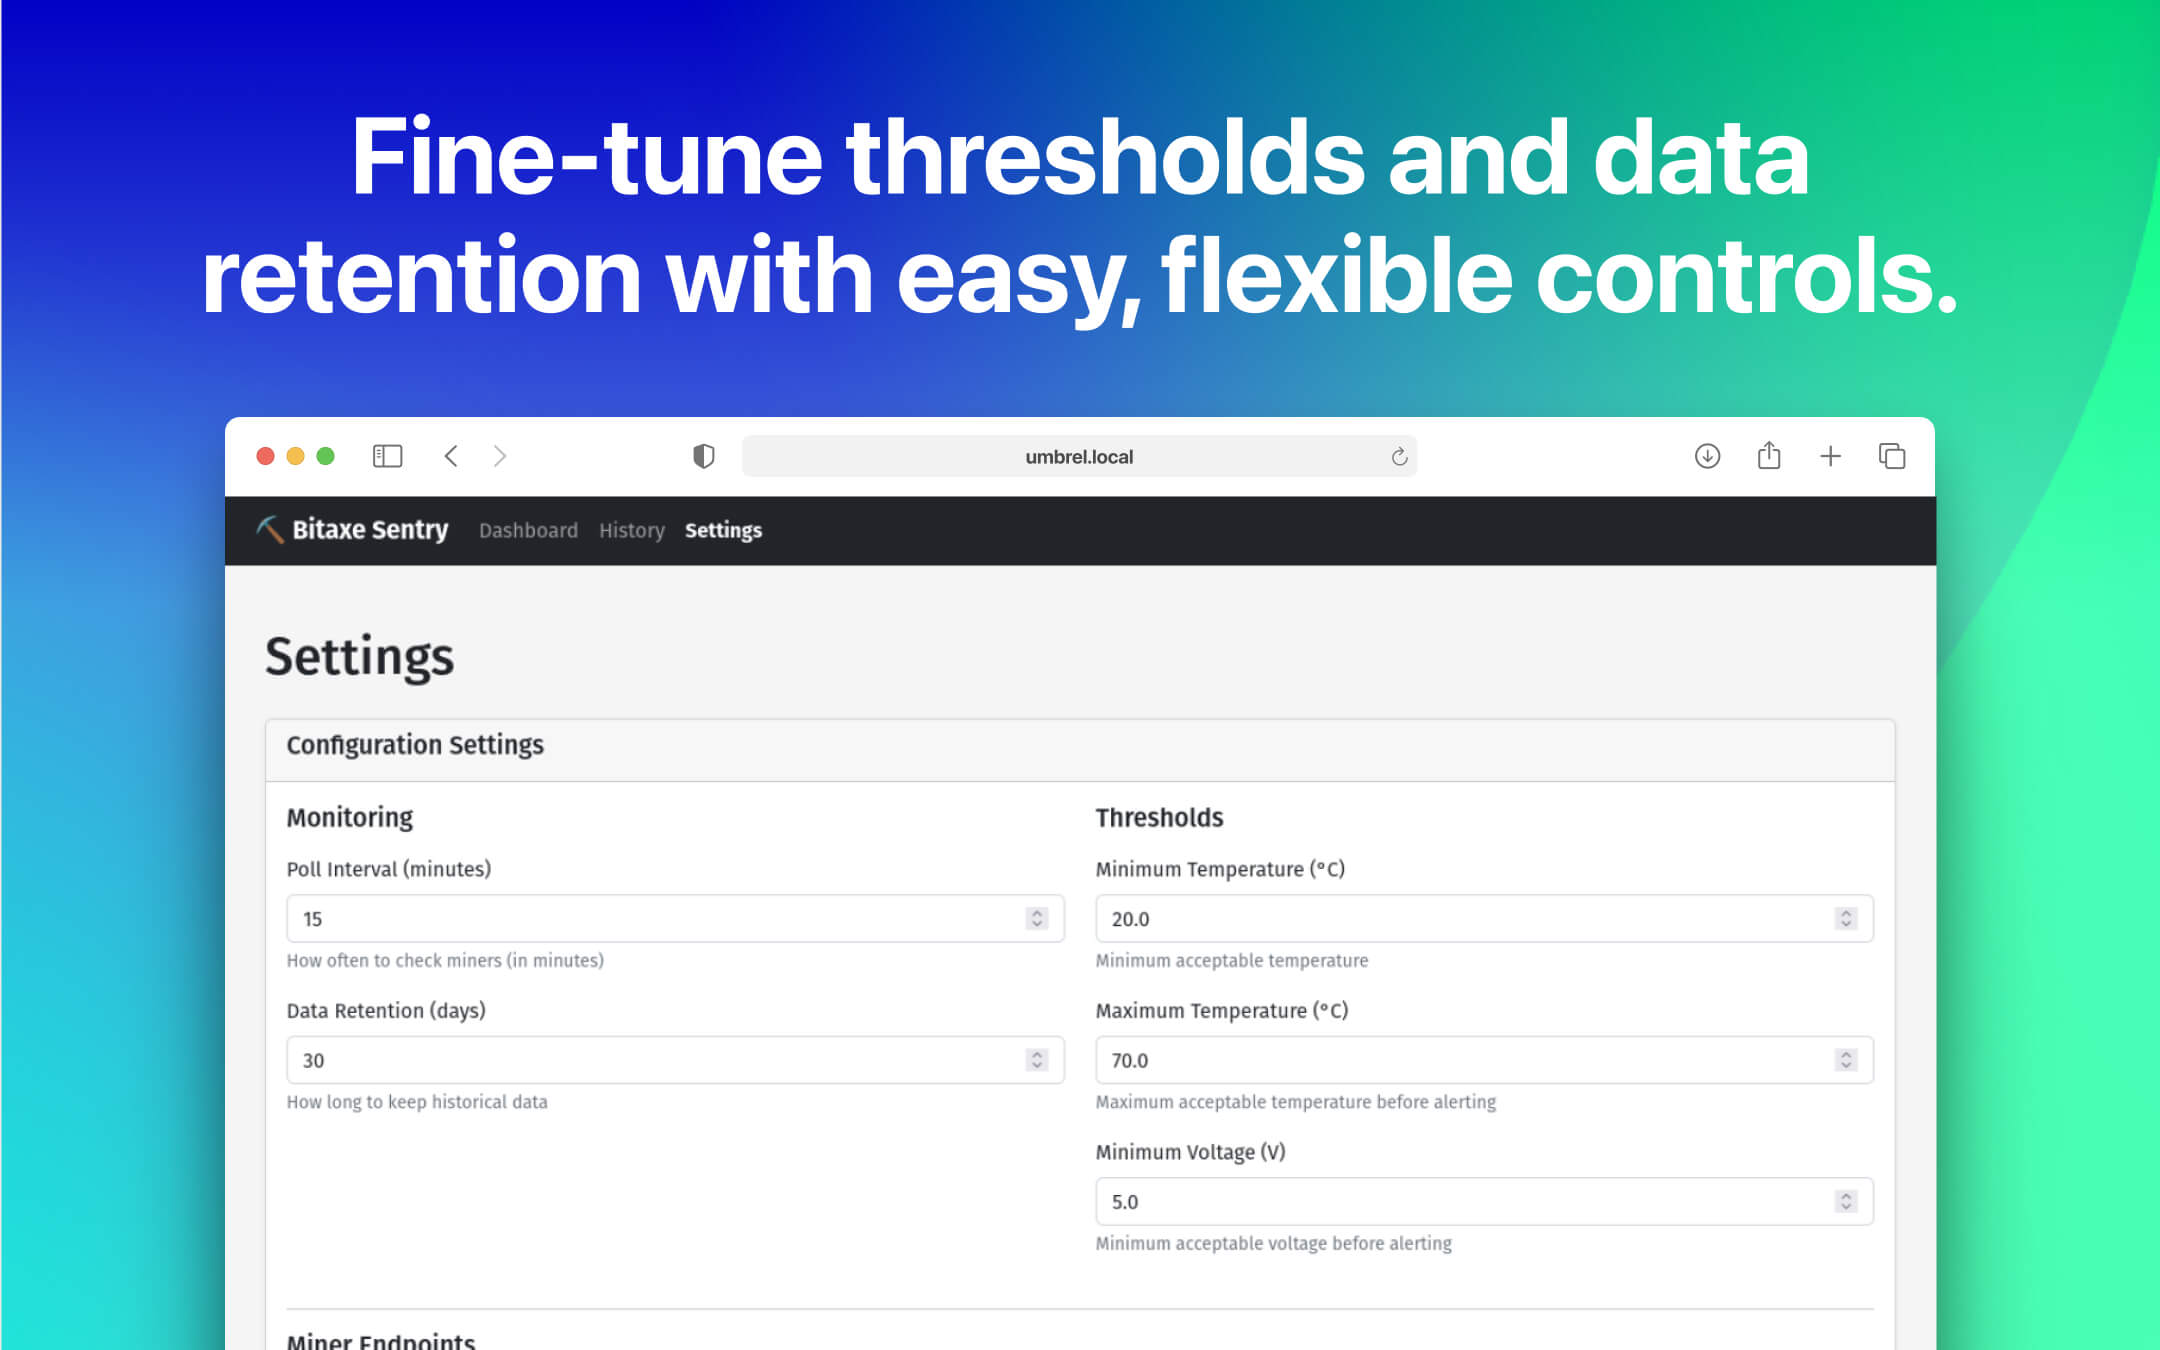 Fine-tune thresholds and data
retention with easy, flexible controls.
umbrel.local
Bitaxe Sentry Dashboard History Settings
Settings
Configuration Settings
Monitoring
Poll Interval (minutes)
15
How often to check miners (in minutes)
Data Retention (days)
30
How long to keep historical data
Thresholds
Minimum Temperature (°C)
20.0
Minimum acceptable temperature
Maximum Temperature (°C)
70.0
Maximum acceptable temperature before alerting
Minimum Voltage (V)
5.0
Minimum acceptable voltage before alerting
Miner Endpoints